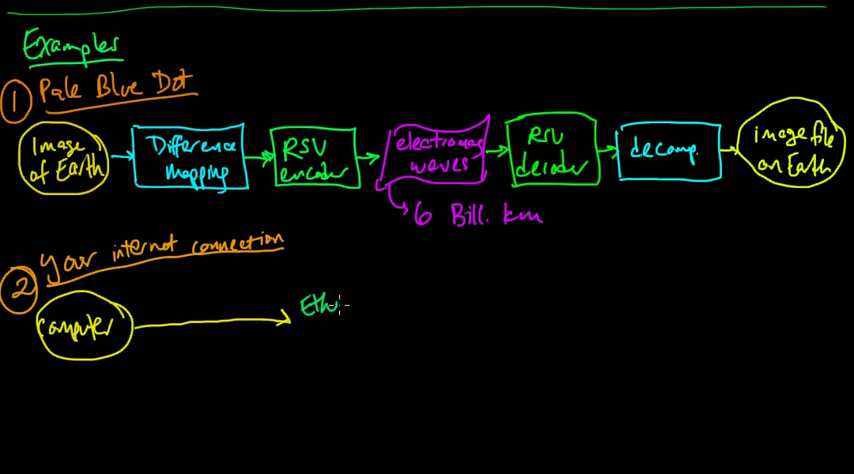 Examples
1 Pale Blue Dot
Image of Earth
Difference mapping
RSV encoder
electromag waves
RSV decoder
decomp.
image file on Earth
6 Bill. km
2 Your internet connection
Computer
Eth